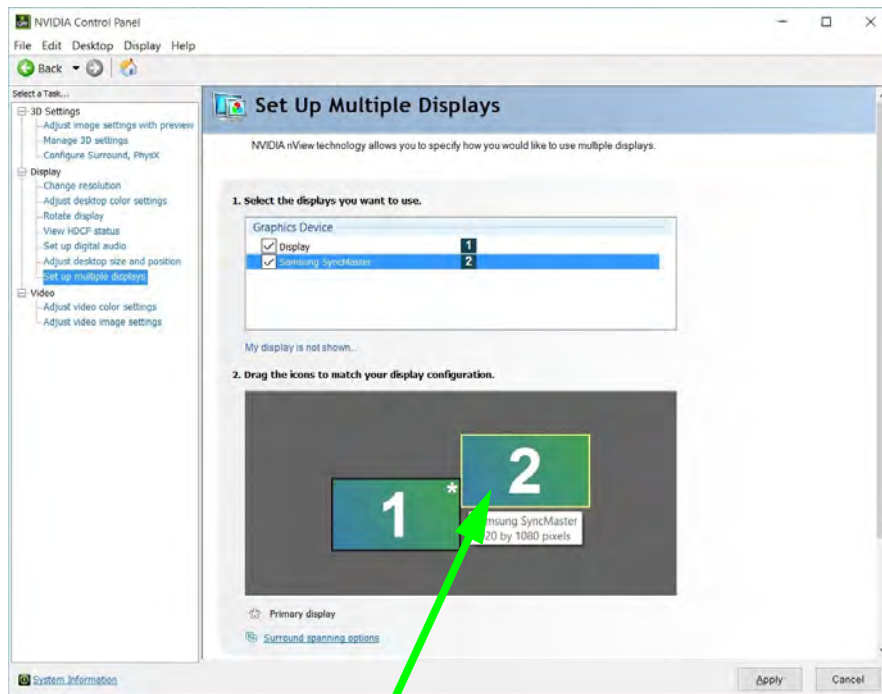 NVIDIA Control Panel
File Edit Desktop Display Help
Back
Select a Task...
3D Settings
Adjust image settings with preview
Manage 3D settings
Configure Surround, PhysX
Display
Change resolution
Adjust desktop color settings
Rotate display
View HDCP status
Set up digital audio
Adjust desktop size and position
Set up multiple displays
Video
Adjust video color settings
Adjust video image settings
Set Up Multiple Displays
NVIDIA nView technology allows you to specify how you would like to use multiple displays.
1. Select the displays you want to use.
Graphics Device
Display 1
Samsung SyncMaster 2
My display is not shown...
2. Drag the icons to match your display configuration.
1 *
2
SyncMaster
by 1080 pixels
Primary display
Surround spanning options
System Information
Apply Cancel